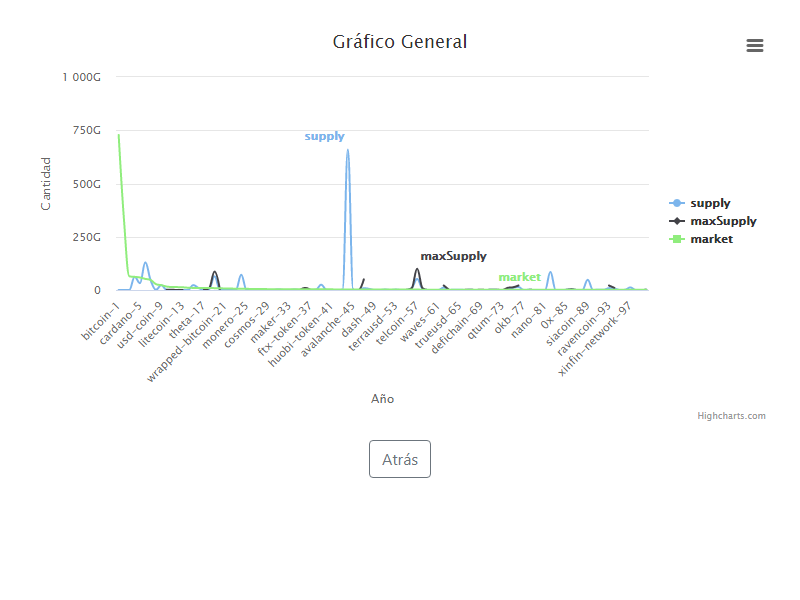 Gráfico General
1 000G
750G
500G
250G
0
Cantidad
supply
maxSupply
market
supply
maxSupply
market
bitcoin-1
cardano-5
usd-coin-9
litecoin-13
theta-17
wrapped-bitcoin-21
monero-25
cosmos-29
maker-33
ftx-token-37
huobi-token-41
avalanche-45
dash-49
terrausd-53
telcoin-57
waves-61
trueusd-65
defichain-69
qtum-73
okb-77
nano-81
0x-85
siacoin-89
ravencoin-93
xinfin-network-97
Año
Highcharts.com
Atrás